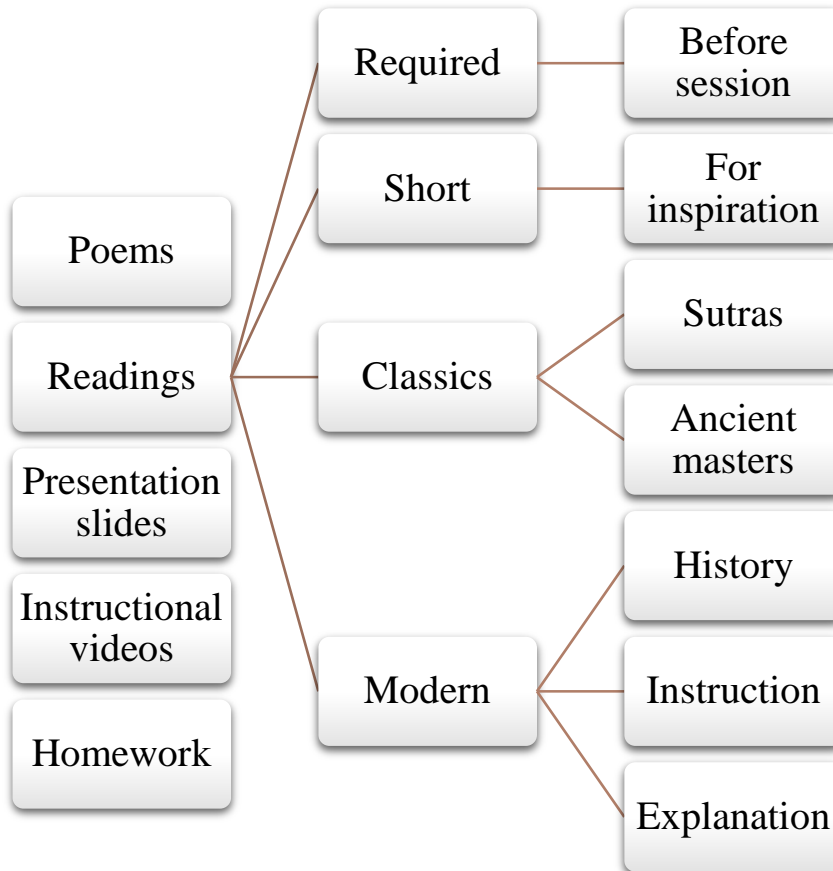 Poems
Readings
Presentation
slides
Instructional
videos
Homework
Required
Short
Classics
Modern
Before
session
For
inspiration
Sutras
Ancient
masters
History
Instruction
Explanation